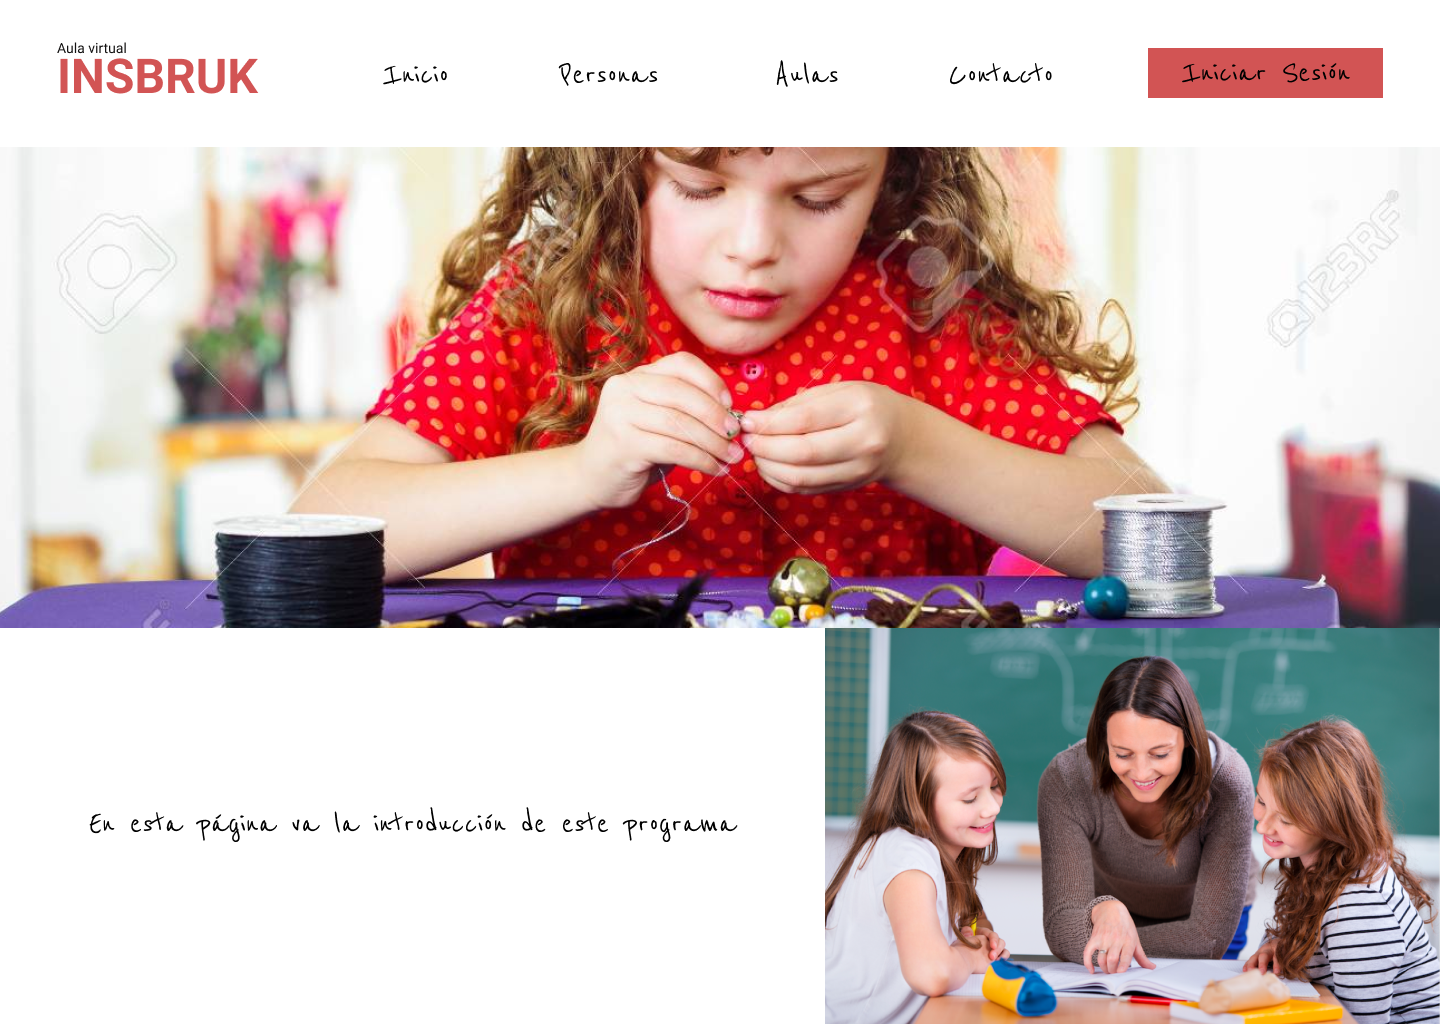 Aula virtual
INSBRUK
Inicio
Personas
Aulas
Contacto
Iniciar Sesión
123RF
En esta página va la introducción de este programa